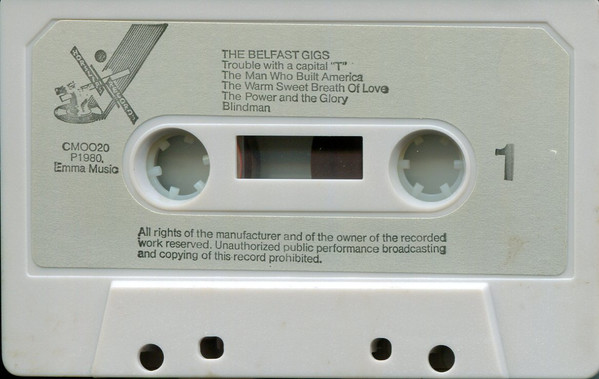 THE BELFAST GIGS
Trouble with a capital "T"
The Man Who Built America
The Warm Sweet Breath Of Love
The Power and the Glory
Blindman
CMOO20
P1980,
Emma Music
1
All rights of the manufacturer and of the owner of the recorded
work reserved. Unauthorized public performance broadcasting
and copying of this record prohibited.